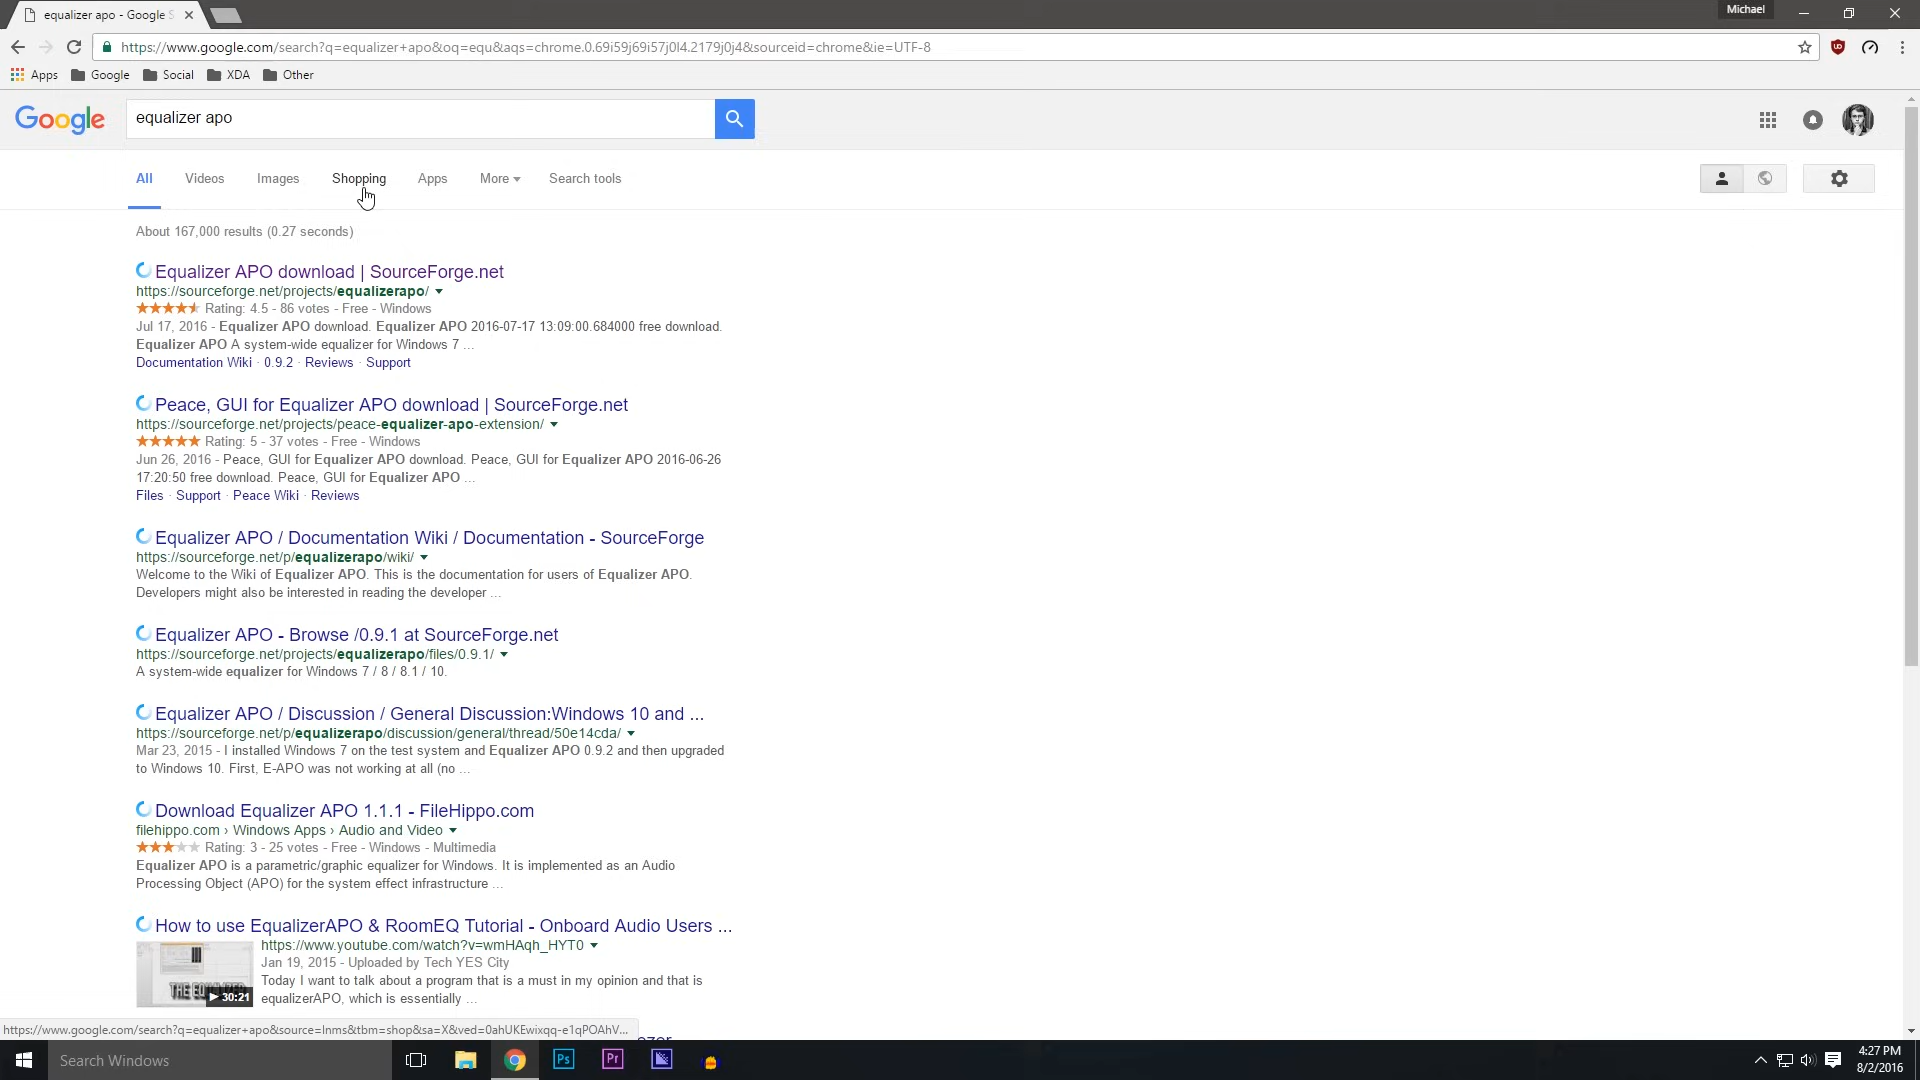 equalizer apo - Google S
Michael
https://www.google.com/search?q=equalizer+apo&oq=equ&aqs=chrome.0.69i59j69i57j0l4.2179j0j4&sourceid=chrome&ie=UTF-8
Apps Google Social XDA Other
Google equalizer apo
All Videos Images Shopping Apps More Search tools
About 167,000 results (0.27 seconds)
Equalizer APO download | SourceForge.net
https://sourceforge.net/projects/equalizerapo/
Rating: 4.5 - 86 votes - Free - Windows
Jul 17, 2016 - Equalizer APO download. Equalizer APO 2016-07-17 13:09:00.684000 free download.
Equalizer APO A system-wide equalizer for Windows 7 ...
Documentation Wiki · 0.9.2 · Reviews · Support
Peace, GUI for Equalizer APO download | SourceForge.net
https://sourceforge.net/projects/peace-equalizer-apo-extension/
Rating: 5 - 37 votes - Free - Windows
Jun 26, 2016 - Peace, GUI for Equalizer APO download. Peace, GUI for Equalizer APO 2016-06-26
17:20:50 free download. Peace, GUI for Equalizer APO ...
Files · Support · Peace Wiki · Reviews
Equalizer APO / Documentation Wiki / Documentation - SourceForge
https://sourceforge.net/p/equalizerapo/wiki/
Welcome to the Wiki of Equalizer APO. This is the documentation for users of Equalizer APO.
Developers might also be interested in reading the developer ...
Equalizer APO - Browse /0.9.1 at SourceForge.net
https://sourceforge.net/projects/equalizerapo/files/0.9.1/
A system-wide equalizer for Windows 7 / 8 / 8.1 / 10.
Equalizer APO / Discussion / General Discussion:Windows 10 and ...
https://sourceforge.net/p/equalizerapo/discussion/general/thread/50e14cda/
Mar 23, 2015 - I installed Windows 7 on the test system and Equalizer APO 0.9.2 and then upgraded
to Windows 10. First, E-APO was not working at all (no ...
Download Equalizer APO 1.1.1 - FileHippo.com
filehippo.com › Windows Apps › Audio and Video
Rating: 3 - 25 votes - Free - Windows - Multimedia
Equalizer APO is a parametric/graphic equalizer for Windows. It is implemented as an Audio
Processing Object (APO) for the system effect infrastructure ...
How to use EqualizerAPO & RoomEQ Tutorial - Onboard Audio Users ...
https://www.youtube.com/watch?v=wmHAqh_HYT0
Jan 19, 2015 - Uploaded by Tech YES City
Today I want to talk about a program that is a must in my opinion and that is
equalizerAPO, which is essentially ...
30:21
https://www.google.com/search?q=equalizer+apo&source=lnms&tbm=shop&sa=X&ved=0ahUKEwixqq-e1qPOAhV...
Search Windows
Ps
Pr
4:27 PM
8/2/2016